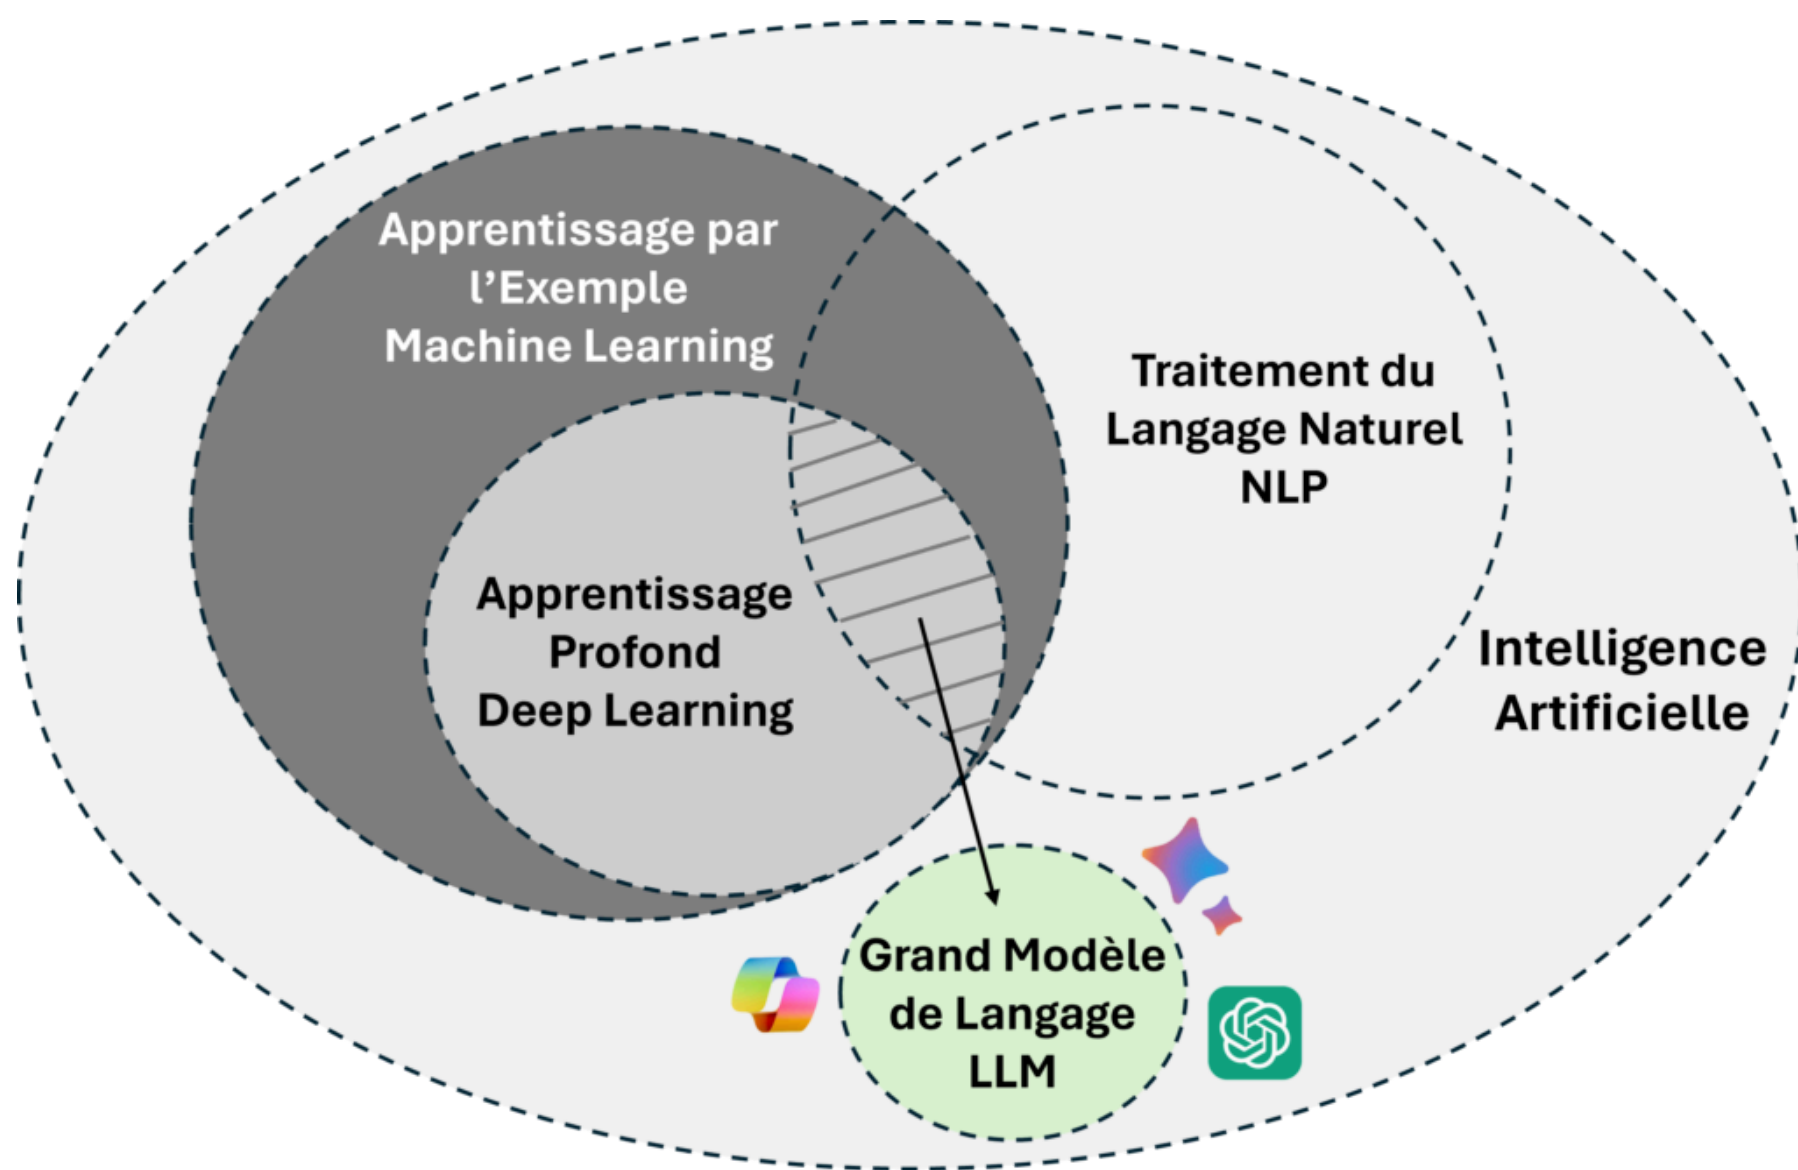 Apprentissage par
l’Exemple
Machine Learning
Traitement du
Langage Naturel
NLP
Apprentissage
Profond
Deep Learning
Intelligence
Artificielle
Grand Modèle
de Langage
LLM